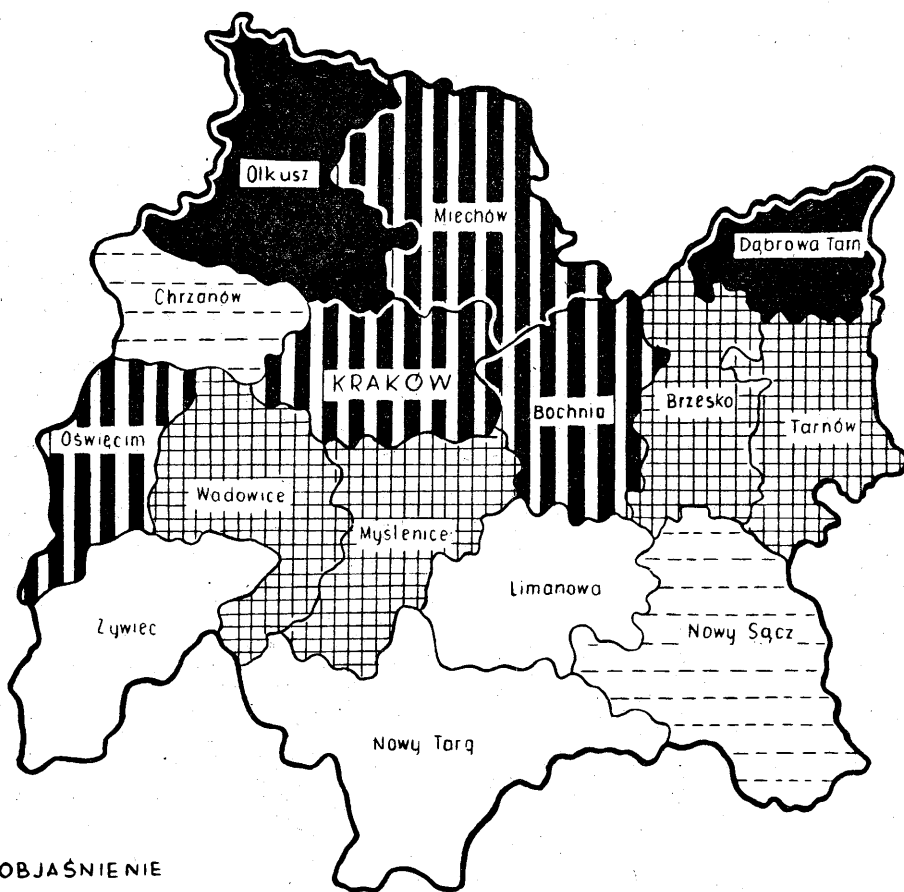 Olkusz
Miechów
Dąbrowa Tarn
Chrzanów
KRAKÓW
Bochnia
Brzesko
Tarnów
Oświęcim
Wadowice
Myślenice
Limanowa
Żywiec
Nowy Sącz
Nowy Targ
OBJAŚNIENIE